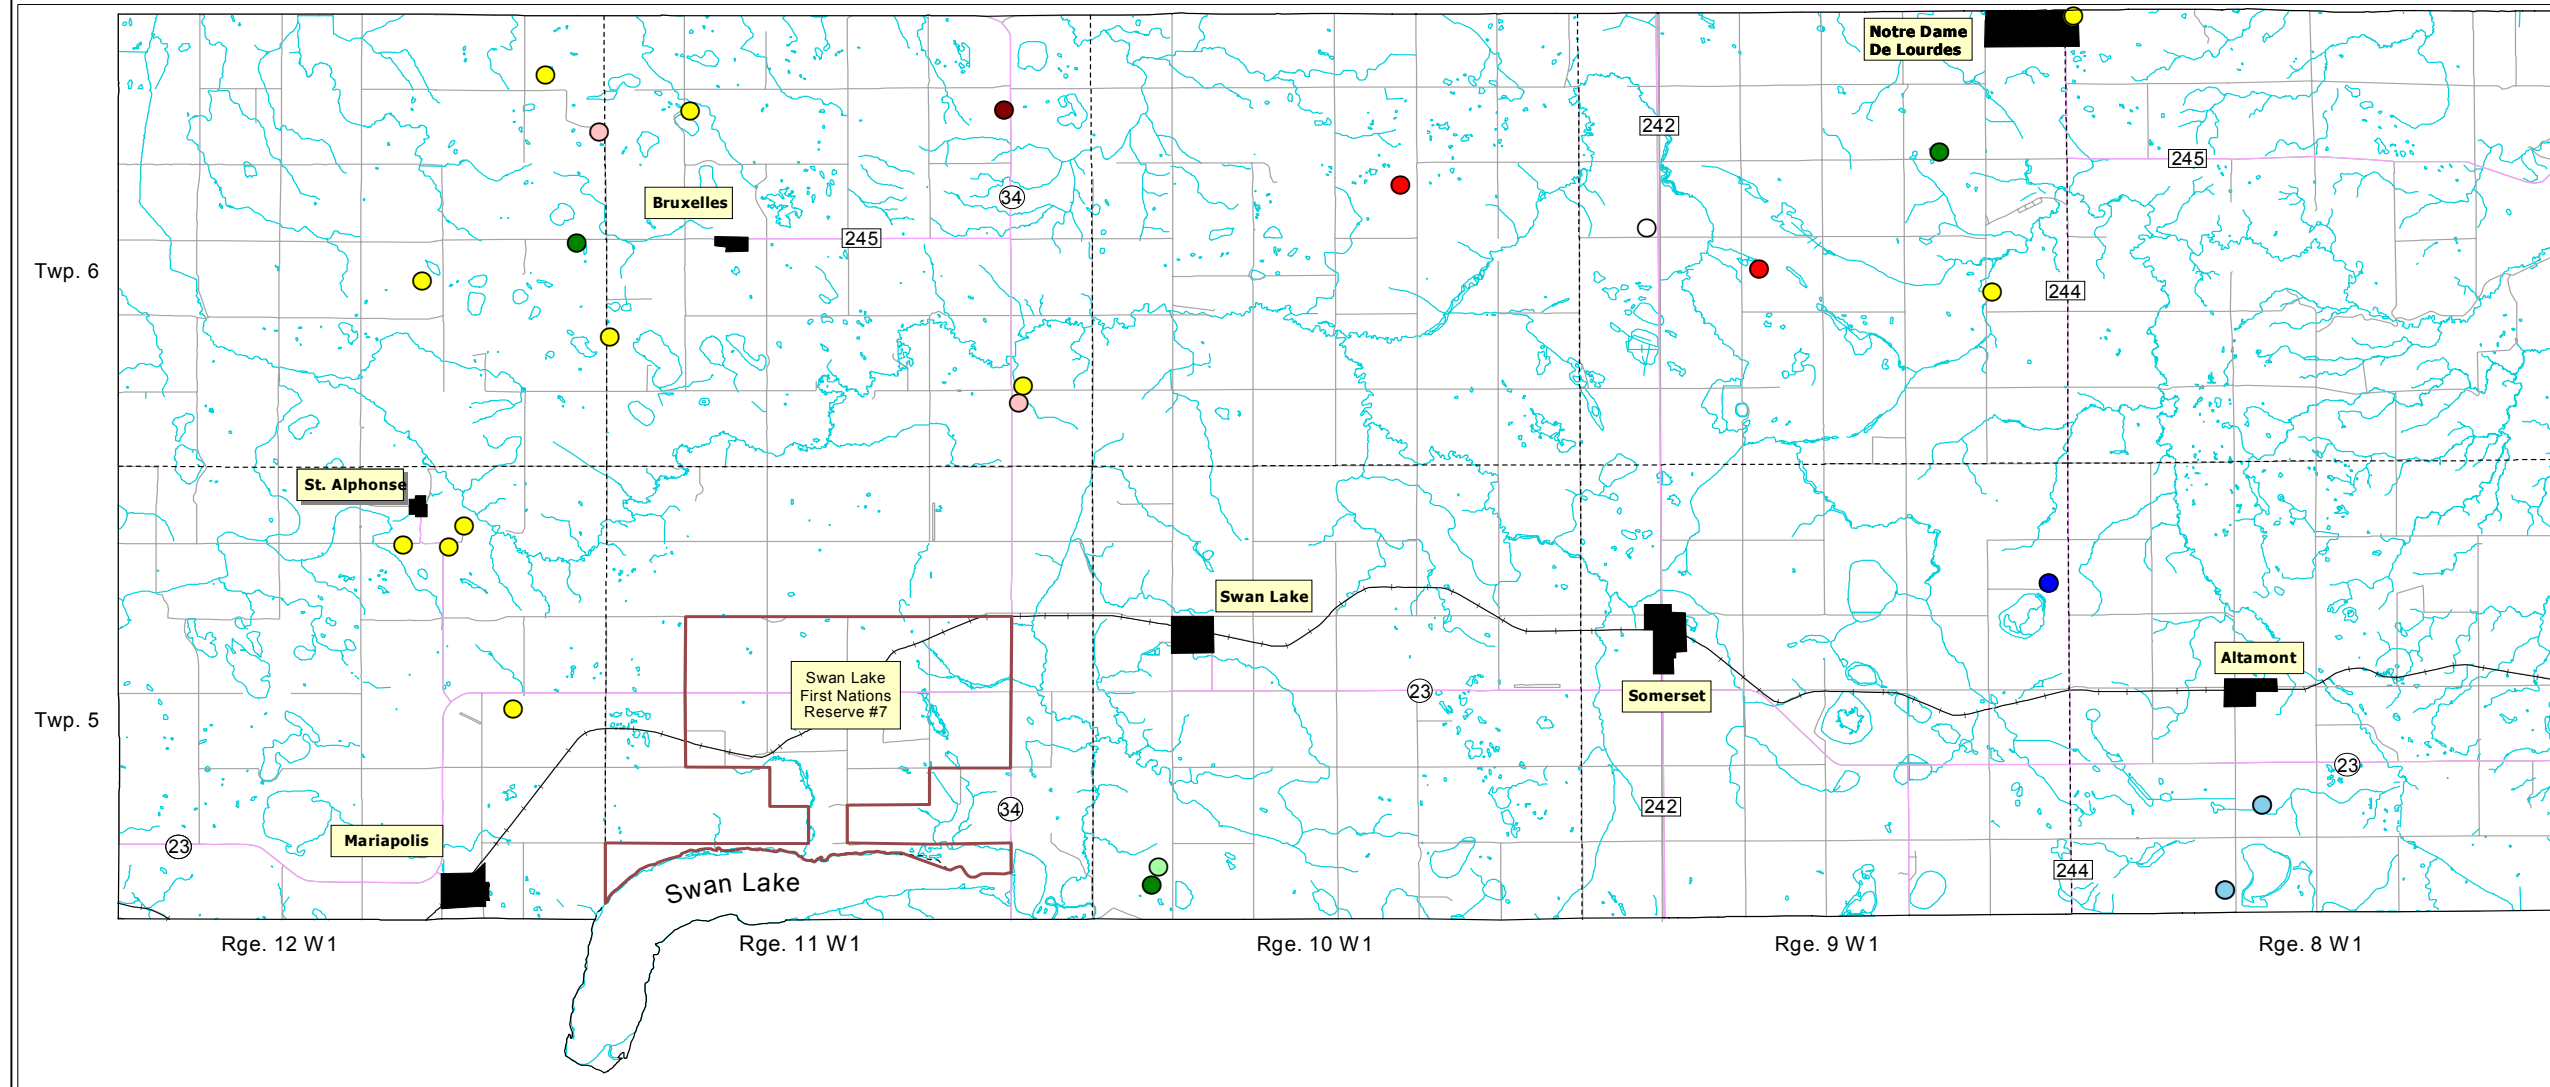 Notre Dame
De Lourdes
242
245
34
Bruxelles
245
Twp. 6
244
St. Alphonse
Swan Lake
Altamont
Swan Lake
First Nations
Reserve #7
23
Somerset
Twp. 5
23
34
242
Mariapolis
23
244
Swan Lake
Rge. 12 W1
Rge. 11 W1
Rge. 10 W1
Rge. 9 W1
Rge. 8 W1